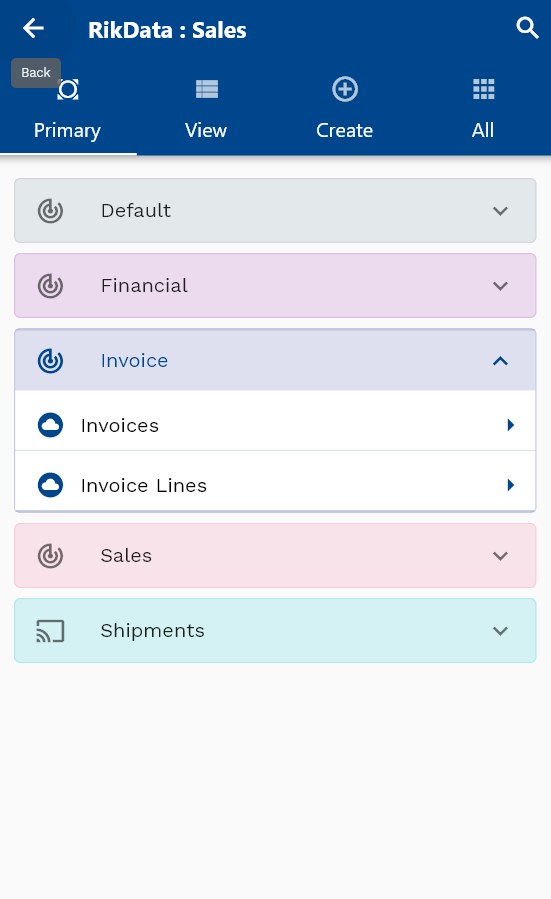 RikData : Sales
Back
Primary
View
Create
All
Default
Financial
Invoice
Invoices
Invoice Lines
Sales
Shipments